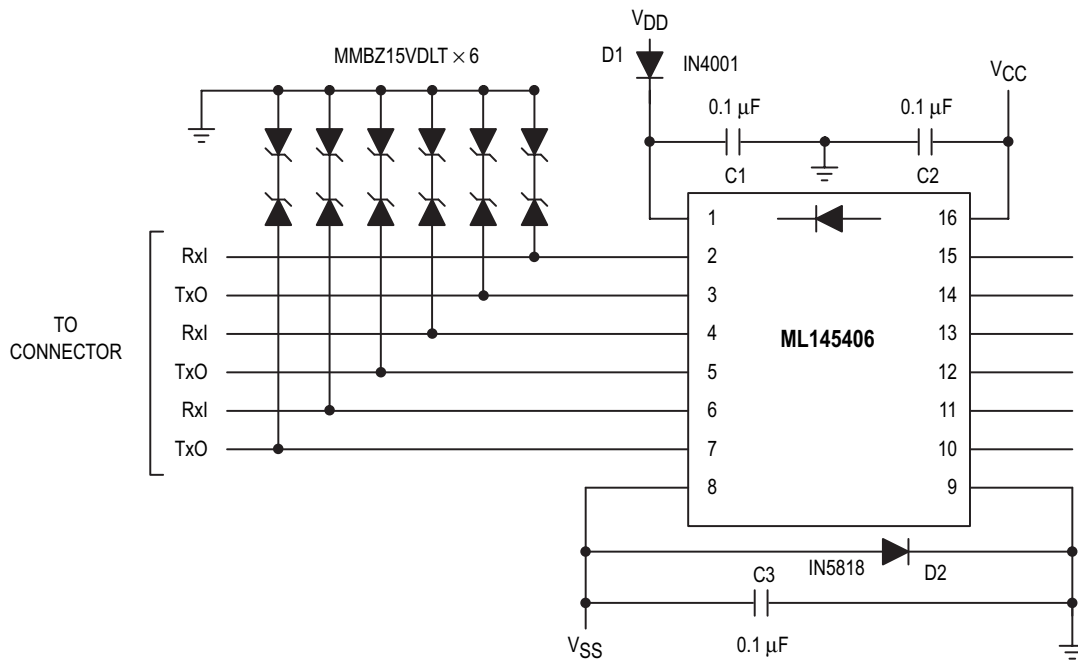 VDD
D1
IN4001
MMBZ15VDLT × 6
VCC
0.1 µF
0.1 µF
C1
C2
1
16
RxI
2
15
TxO
3
14
TO
CONNECTOR
RxI
4
ML145406
13
TxO
5
12
RxI
6
11
TxO
7
10
8
9
IN5818
D2
C3
VSS
0.1 µF